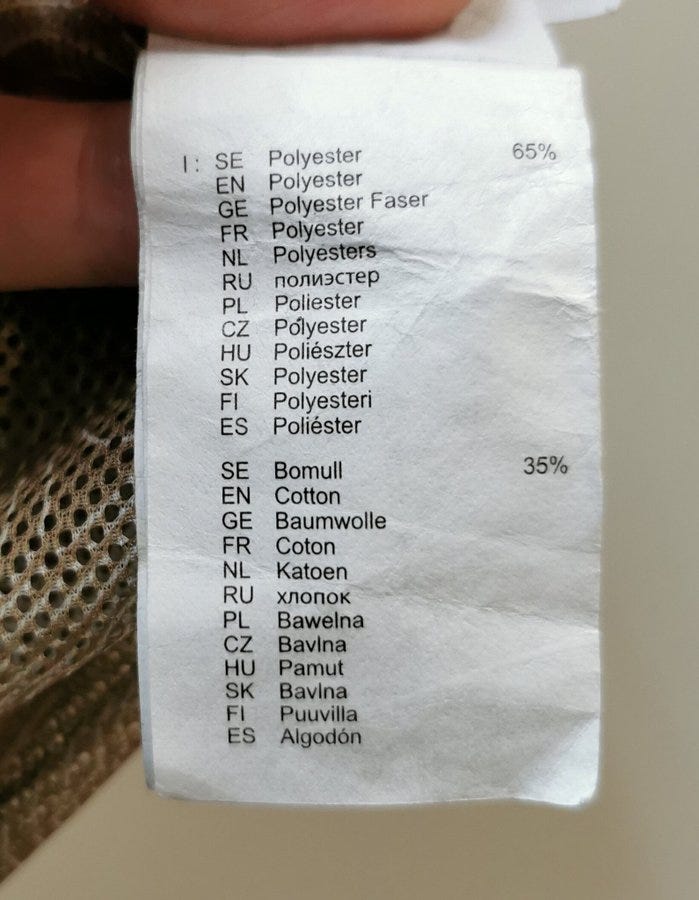 I: SE Polyester 65%
EN Polyester
GE Polyester Faser
FR Polyester
NL Polyesters
RU полиэстер
PL Poliester
CZ Polyester
HU Poliészter
SK Polyester
FI Polyesteri
ES Poliéster
SE Bomull 35%
EN Cotton
GE Baumwolle
FR Coton
NL Katoen
RU хлопок
PL Bawelna
CZ Bavlna
HU Pamut
SK Bavlna
FI Puuvilla
ES Algodón